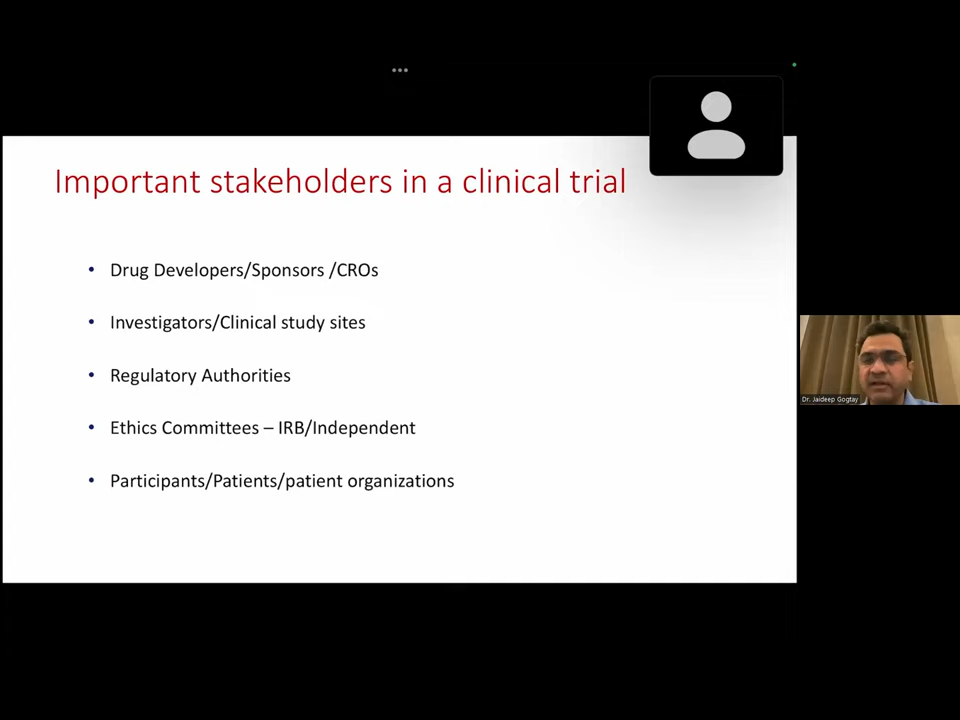 Important stakeholders in a clinical trial
• Drug Developers/Sponsors /CROs
• Investigators/Clinical study sites
• Regulatory Authorities
• Ethics Committees – IRB/Independent
• Participants/Patients/patient organizations
Dr. Jaideep Gogtay